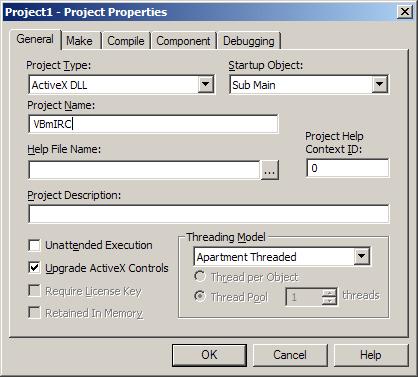 Project1 - Project Properties
General Make Compile Component Debugging
Project Type: Startup Object:
ActiveX DLL Sub Main
Project Name:
VBmIRC
Project Help
Context ID:
Help File Name:
... 0
Project Description:
Unattended Execution
Upgrade ActiveX Controls
Require License Key
Retained In Memory
Threading Model
Apartment Threaded
Thread per Object
Thread Pool 1 threads
OK Cancel Help